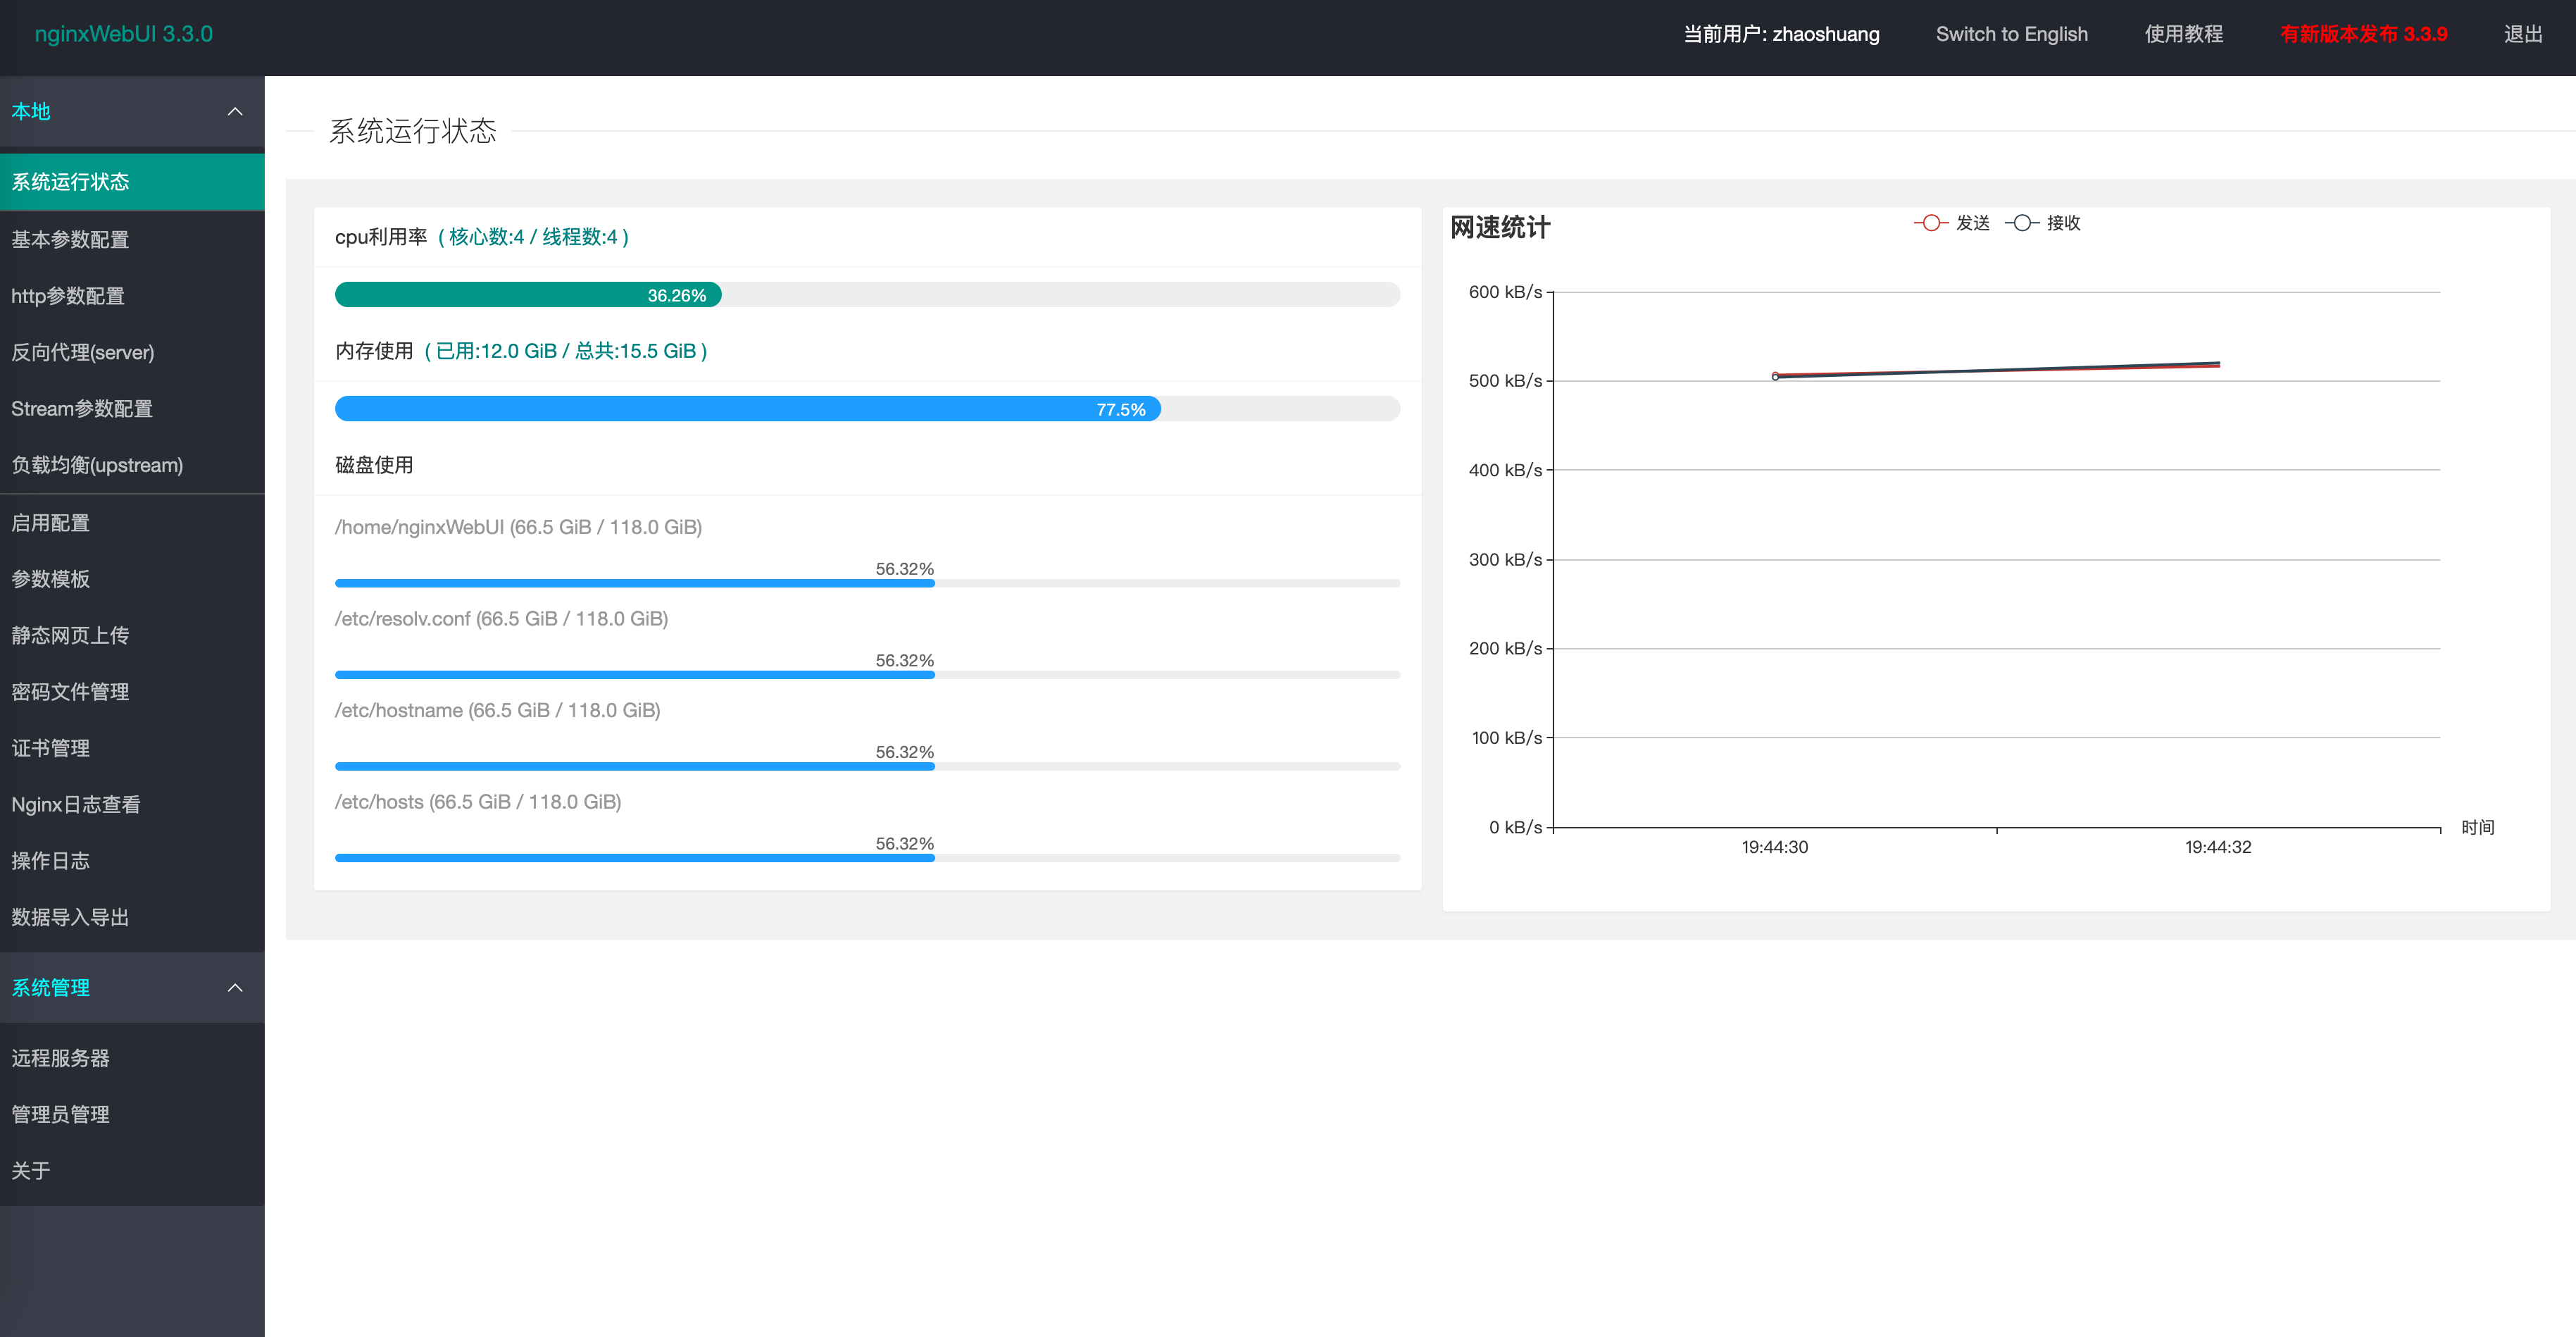 nginxWebUI 3.3.0
当前用户: zhaoshuang
Switch to English
使用教程
有新版本发布 3.3.9
退出
本地
系统运行状态
基本参数配置
http参数配置
反向代理(server)
Stream参数配置
负载均衡(upstream)
启用配置
参数模板
静态网页上传
密码文件管理
证书管理
Nginx日志查看
操作日志
数据导入导出
系统管理
远程服务器
管理员管理
关于
系统运行状态
cpu利用率 ( 核心数:4 / 线程数:4 )
36.26%
内存使用 ( 已用:12.0 GiB / 总共:15.5 GiB )
77.5%
磁盘使用
/home/nginxWebUI (66.5 GiB / 118.0 GiB)
56.32%
/etc/resolv.conf (66.5 GiB / 118.0 GiB)
56.32%
/etc/hostname (66.5 GiB / 118.0 GiB)
56.32%
/etc/hosts (66.5 GiB / 118.0 GiB)
56.32%
网速统计
发送 接收
600 kB/s
500 kB/s
400 kB/s
300 kB/s
200 kB/s
100 kB/s
0 kB/s
时间
19:44:30 19:44:32